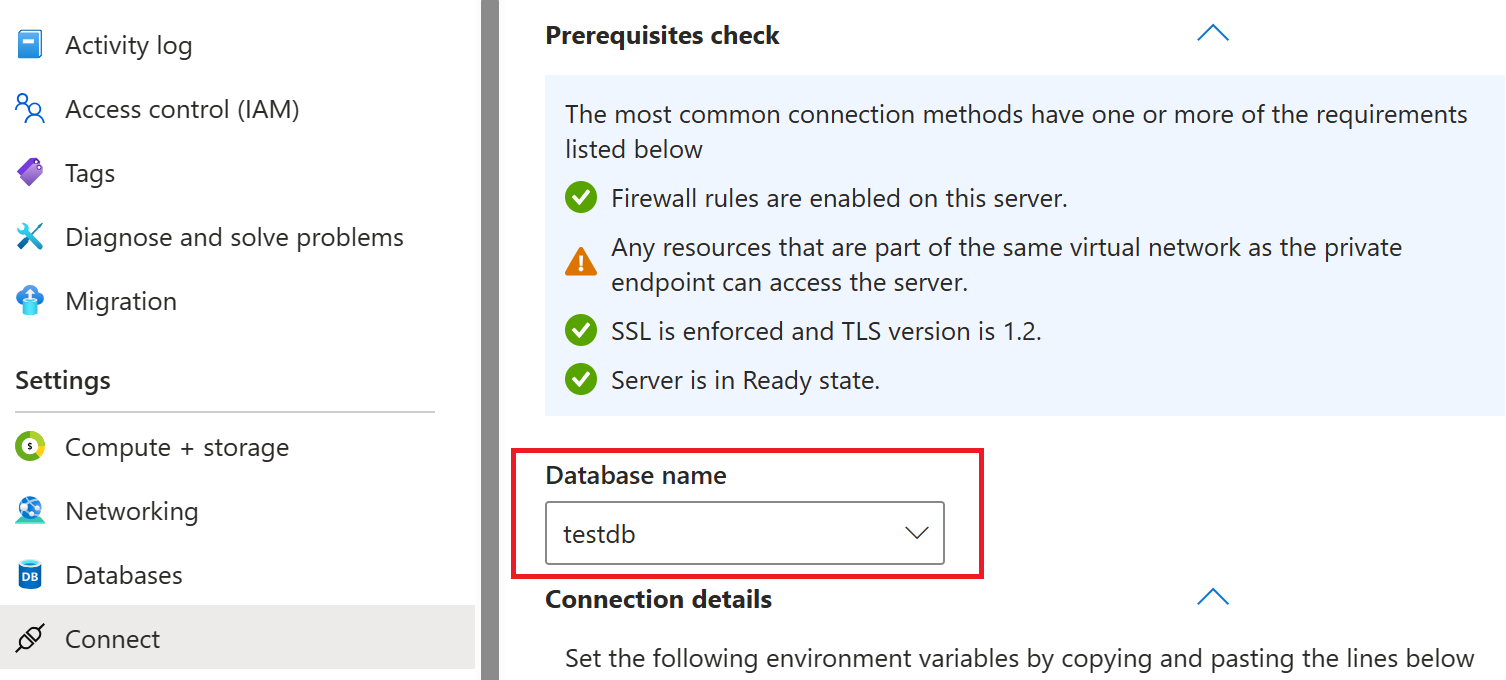 Activity log
Access control (IAM)
Tags
Diagnose and solve problems
Migration
Settings
$
Compute + storage
Networking
DB
Databases
Connect
Prerequisites check
The most common connection methods have one or more of the requirements
listed below
Firewall rules are enabled on this server.
Any resources that are part of the same virtual network as the private
endpoint can access the server.
SSL is enforced and TLS version is 1.2.
Server is in Ready state.
Database name
testdb
Connection details
Set the following environment variables by copying and pasting the lines below